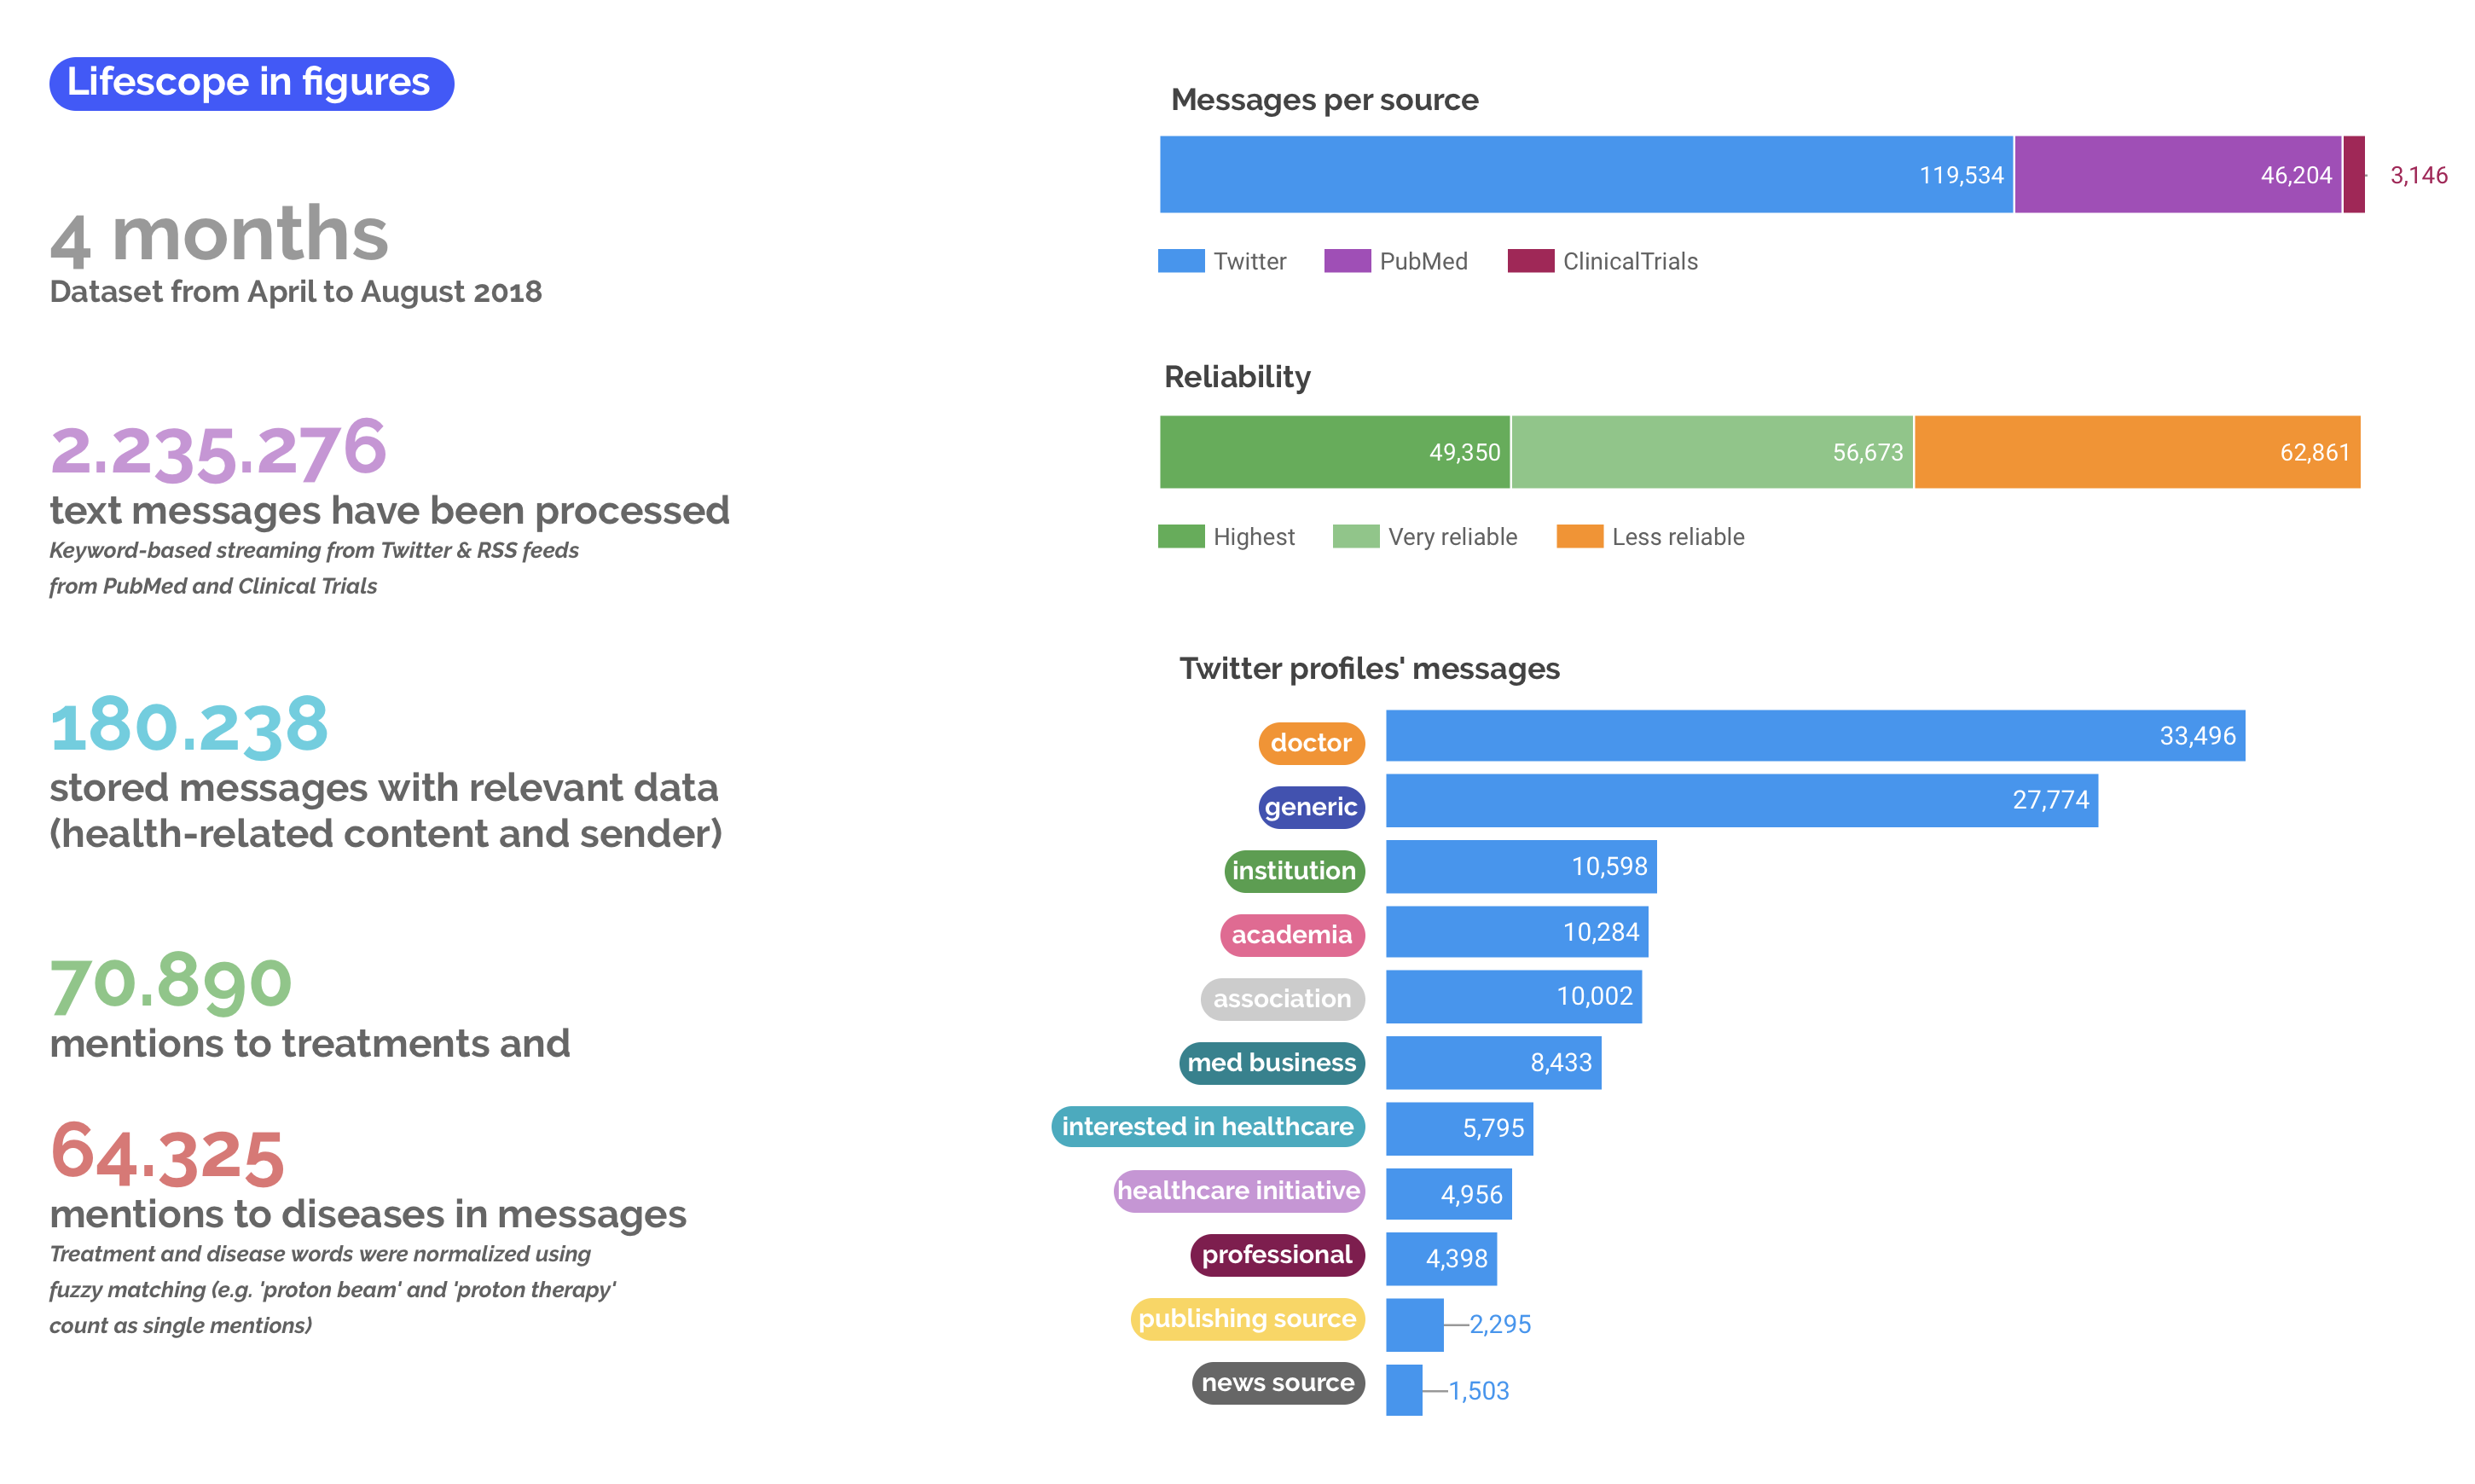 Lifescope in figures
4 months
Dataset from April to August 2018
2.235.276
text messages have been processed
Keyword-based streaming from Twitter & RSS feeds
from PubMed and Clinical Trials
180.238
stored messages with relevant data
(health-related content and sender)
70.890
mentions to treatments and
64.325
mentions to diseases in messages
Treatment and disease words were normalized using
fuzzy matching (e.g. 'proton beam' and 'proton therapy'
count as single mentions)
Messages per source
119,534 46,204 3,146
Twitter PubMed ClinicalTrials
Reliability
49,350 56,673 62,861
Highest Very reliable Less reliable
Twitter profiles' messages
doctor 33,496
generic 27,774
institution 10,598
academia 10,284
association 10,002
med business 8,433
interested in healthcare 5,795
healthcare initiative 4,956
professional 4,398
publishing source 2,295
news source 1,503